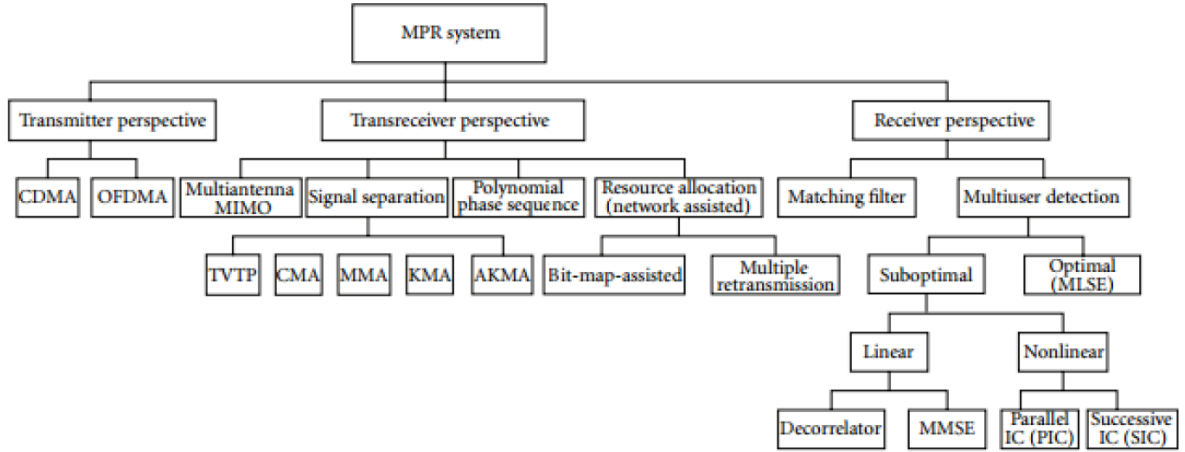 MPR system
Transmitter perspective
Transreceiver perspective
Receiver perspective
CDMA
OFDMA
Multiantenna
MIMO
Signal separation
Polynomial
phase sequence
Resource allocation
(network assisted)
Matching filter
Multiuser detection
TVTP
CMA
MMA
KMA
AKMA
Bit-map-assisted
Multiple
retransmission
Suboptimal
Optimal
(MLSE)
Linear
Nonlinear
Decorrelator
MMSE
Parallel
IC (PIC)
Successive
IC (SIC)